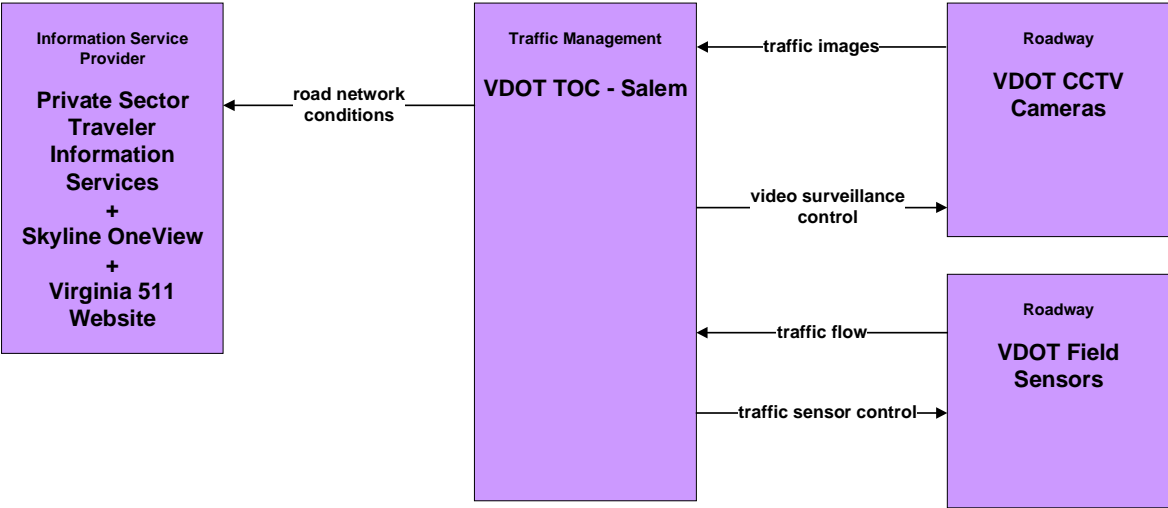 Information Service
Provider
Private Sector
Traveler
Information
Services
+
Skyline OneView
+
Virginia 511
Website
road network
conditions
Traffic Management
VDOT TOC - Salem
traffic images
video surveillance
control
traffic flow
traffic sensor control
Roadway
VDOT CCTV
Cameras
Roadway
VDOT Field
Sensors